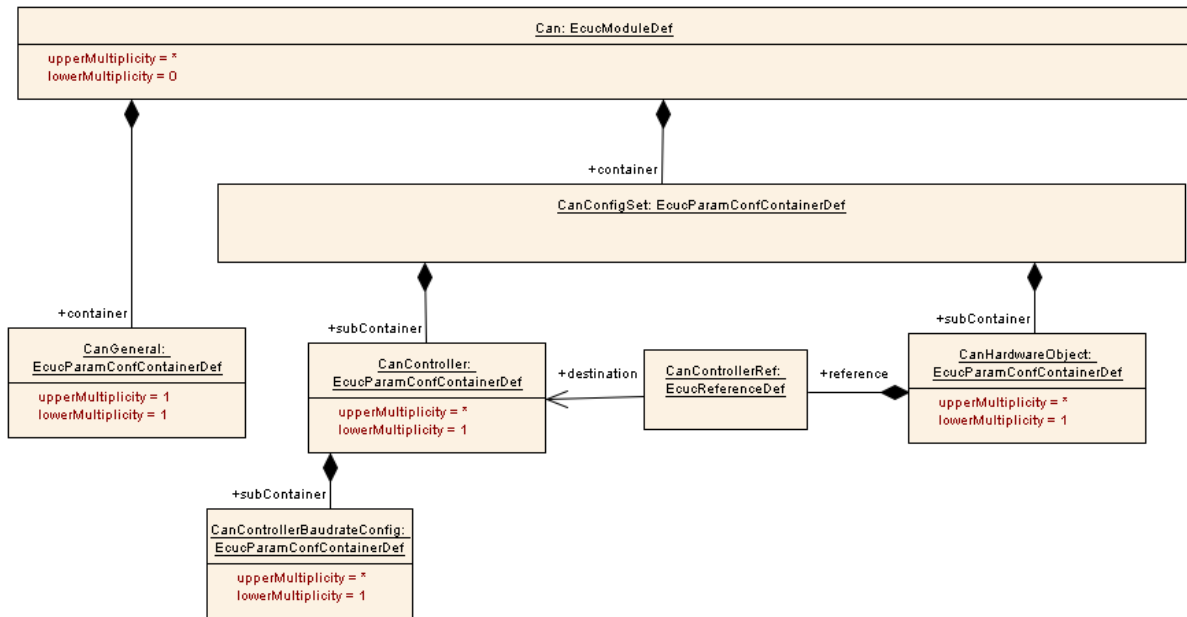 Can: EcucModuleDef
upperMultiplicity = *
lowerMultiplicity = 0
+container
CanConfigSet: EcucParamConfContainerDef
+container
CanGeneral:
EcucParamConfContainerDef
upperMultiplicity = 1
lowerMultiplicity = 1
+subContainer
CanController:
EcucParamConfContainerDef
upperMultiplicity = *
lowerMultiplicity = 1
+destination
CanControllerRef:
EcucReferenceDef
+reference
+subContainer
CanHardwareObject:
EcucParamConfContainerDef
upperMultiplicity = *
lowerMultiplicity = 1
+subContainer
CanControllerBaudrateConfig:
EcucParamConfContainerDef
upperMultiplicity = *
lowerMultiplicity = 1